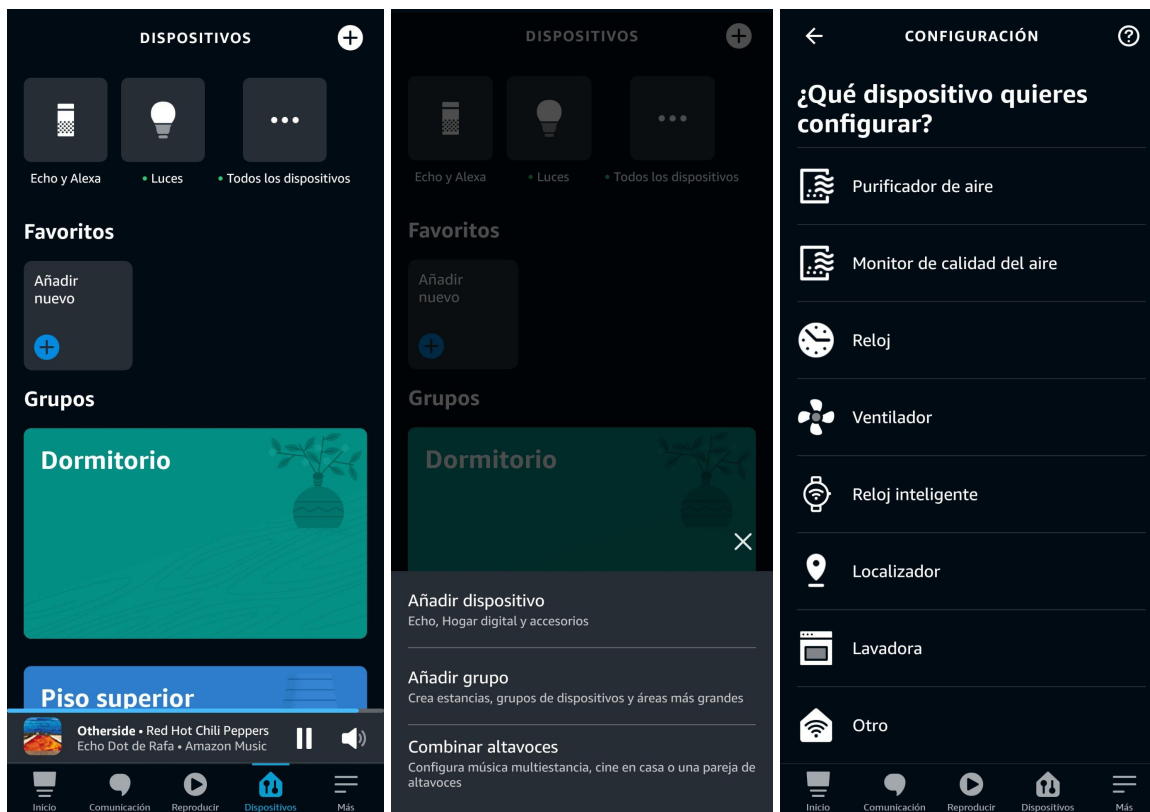 DISPOSITIVOS
Echo y Alexa
• Luces
• Todos los dispositivos
Favoritos
Añadir
nuevo
Grupos
Dormitorio
Piso superior
Otherside • Red Hot Chili Peppers
Echo Dot de Rafa • Amazon Music
Inicio
Comunicación
Reproducir
Dispositivos
Más
DISPOSITIVOS
Echo y Alexa
• Luces
• Todos los dispositivos
Favoritos
Añadir
nuevo
Grupos
Dormitorio
Añadir dispositivo
Echo, Hogar digital y accesorios
Añadir grupo
Crea estancias, grupos de dispositivos y áreas más grandes
Combinar altavoces
Configura música multiestancia, cine en casa o una pareja de
altavoces
CONFIGURACIÓN
¿Qué dispositivo quieres
configurar?
Purificador de aire
Monitor de calidad del aire
Reloj
Ventilador
Reloj inteligente
Localizador
Lavadora
Otro
Inicio
Comunicación
Reproducir
Dispositivos
Más